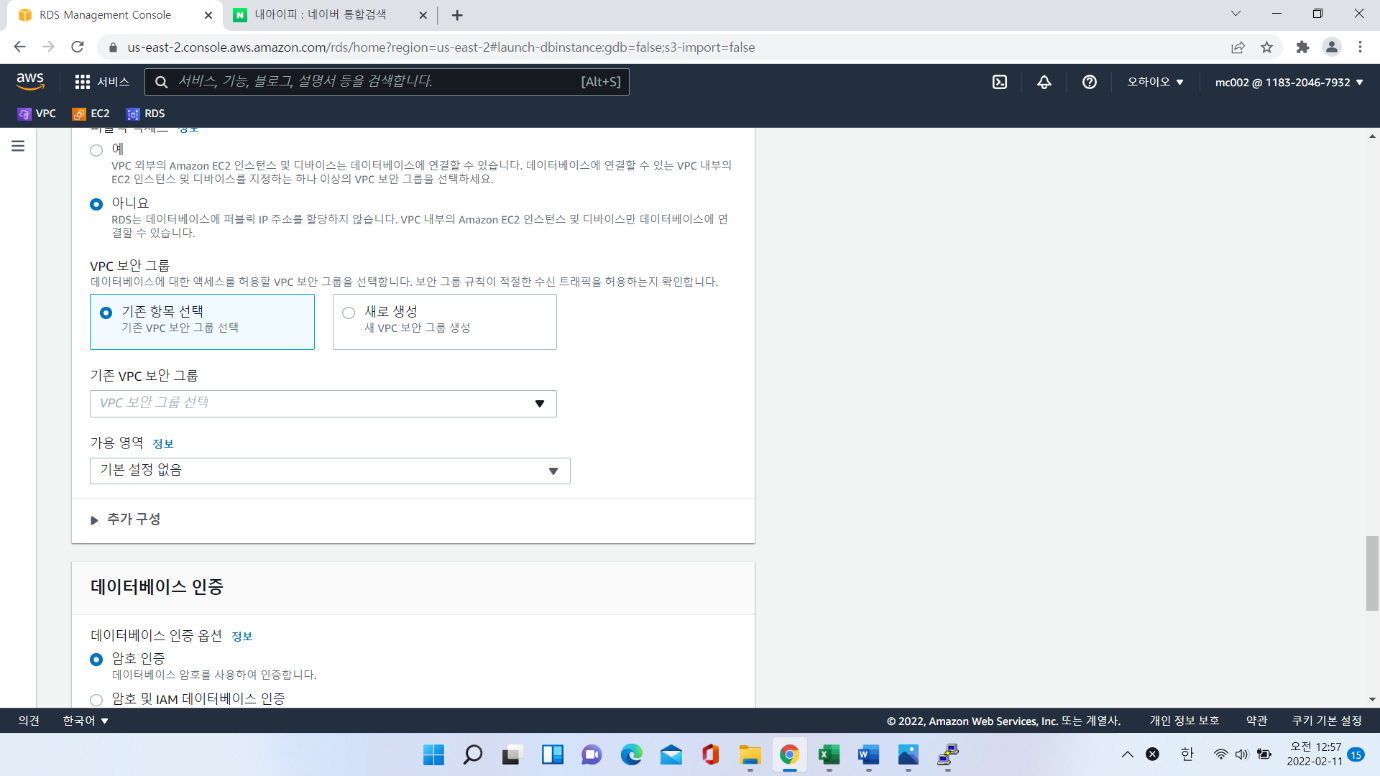 RDS Management Console
내아이피 : 네이버 통합검색
us-east-2.console.aws.amazon.com/rds/home?region=us-east-2#launch-dbinstance:gdb=false;s3-import=false
aws
서비스
서비스, 기능, 블로그, 설명서 등을 검색합니다.
[Alt+S]
오하이오
mc002 @ 1183-2046-7932
VPC
EC2
RDS
정보
예
VPC 외부의 Amazon EC2 인스턴스 및 디바이스는 데이터베이스에 연결할 수 있습니다. 데이터베이스에 연결할 수 있는 VPC 내부의
EC2 인스턴스 및 디바이스를 지정하는 하나 이상의 VPC 보안 그룹을 선택하세요.
아니요
RDS는 데이터베이스에 퍼블릭 IP 주소를 할당하지 않습니다. VPC 내부의 Amazon EC2 인스턴스 및 디바이스만 데이터베이스에 연
결할 수 있습니다.
VPC 보안 그룹
데이터베이스에 대한 액세스를 허용할 VPC 보안 그룹을 선택합니다. 보안 그룹 규칙이 적절한 수신 트래픽을 허용하는지 확인합니다.
기존 항목 선택
기존 VPC 보안 그룹 선택
새로 생성
새 VPC 보안 그룹 생성
기존 VPC 보안 그룹
VPC 보안 그룹 선택
가용 영역 정보
기본 설정 없음
추가 구성
데이터베이스 인증
데이터베이스 인증 옵션 정보
암호 인증
데이터베이스 암호를 사용하여 인증합니다.
암호 및 IAM 데이터베이스 인증
의견
한국어
© 2022, Amazon Web Services, Inc. 또는 계열사.
개인 정보 보호
약관
쿠키 기본 설정
한
오전 12:57
2022-02-11
15